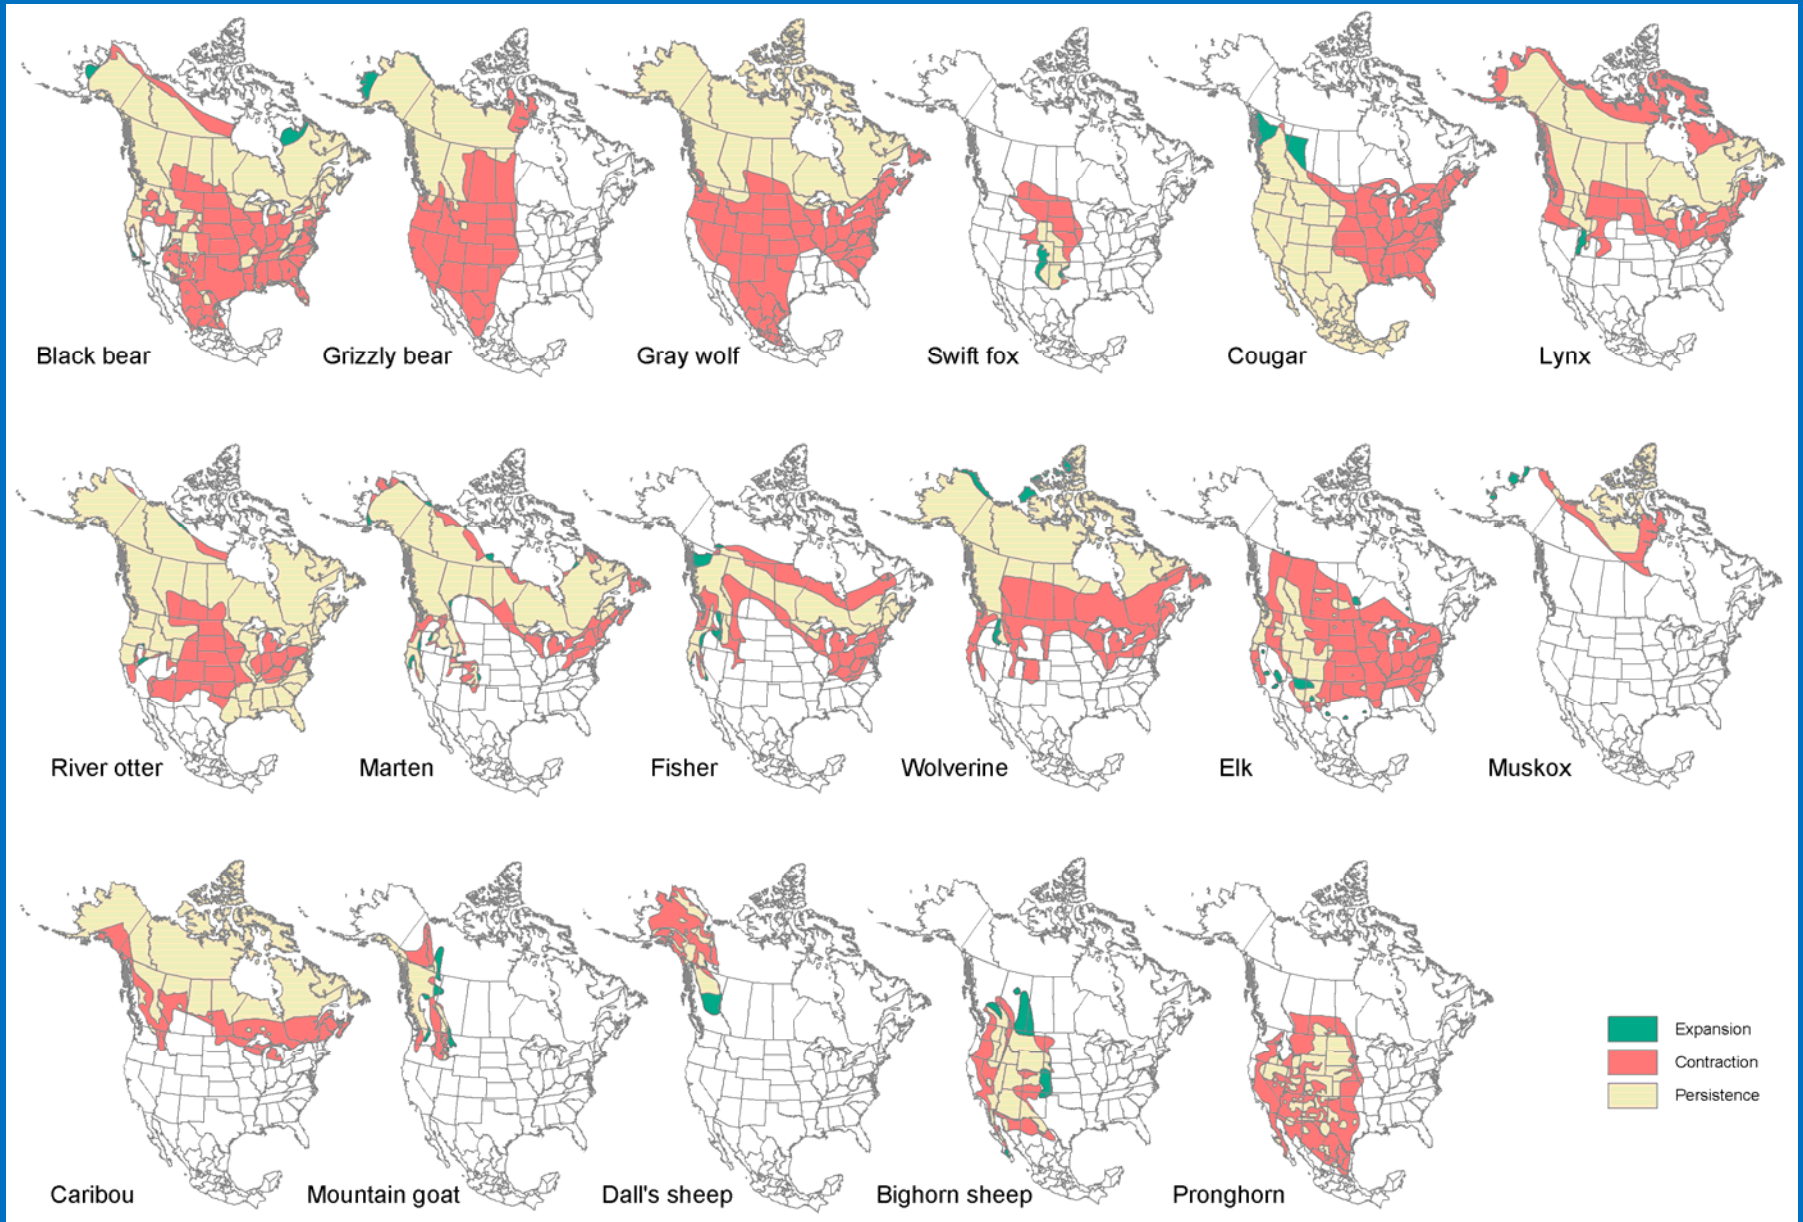 Black bear
Grizzly bear
Gray wolf
Swift fox
Cougar
Lynx
River otter
Marten
Fisher
Wolverine
Elk
Muskox
Caribou
Mountain goat
Dall's sheep
Bighorn sheep
Pronghorn
Expansion
Contraction
Persistence